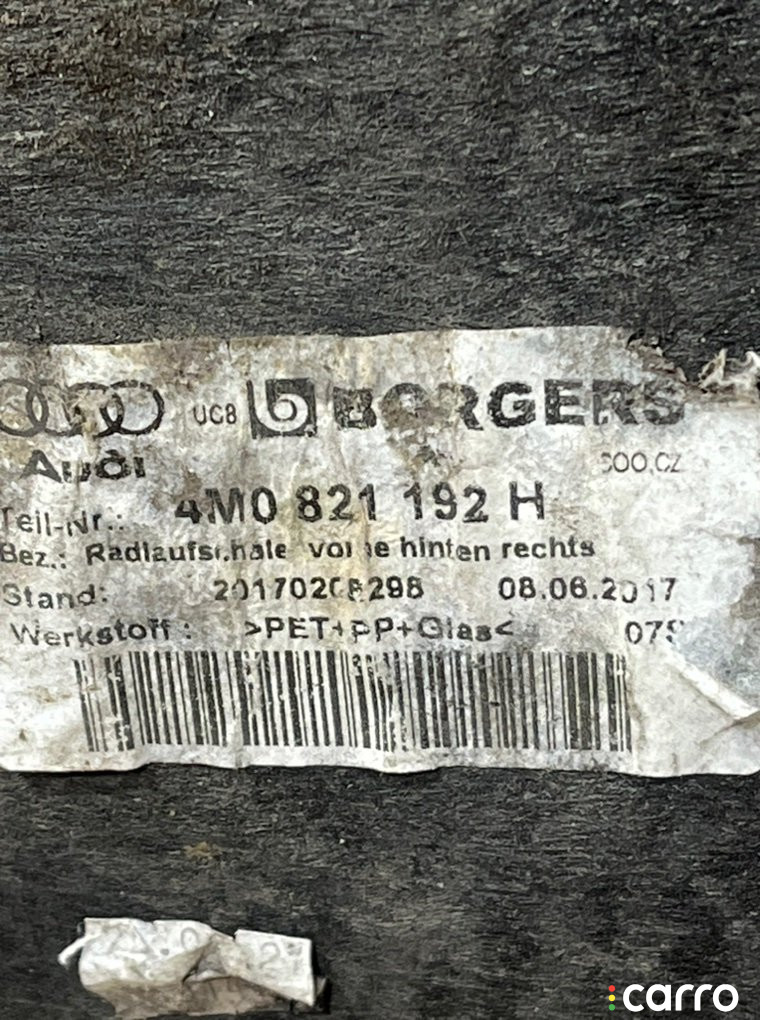 UC8 BORGERS
Audi SOO,CZ
Teil-Nr.: 4M0 821 192 H
Bez.: Radlaufschale vorne hinten rechts
Stand: 08.06.2017
Werkstoff : >PET+PP+Glas<
carro